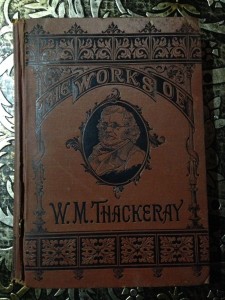 THE WORKS OF
W. M. THACKERAY